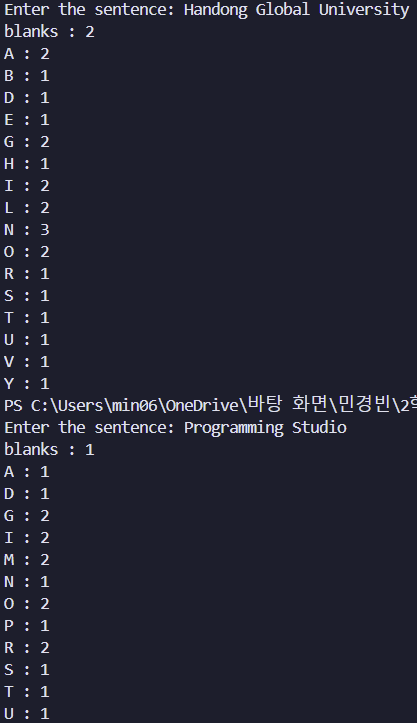 Enter the sentence: Handong Global University
blanks : 2
A : 2
B : 1
D : 1
E : 1
G : 2
H : 1
I : 2
L : 2
N : 3
O : 2
R : 1
S : 1
T : 1
U : 1
V : 1
Y : 1
PS C:\Users\min06\OneDrive\바탕 화면\민경빈\2학
Enter the sentence: Programming Studio
blanks : 1
A : 1
D : 1
G : 2
I : 2
M : 2
N : 1
O : 2
P : 1
R : 2
S : 1
T : 1
U : 1